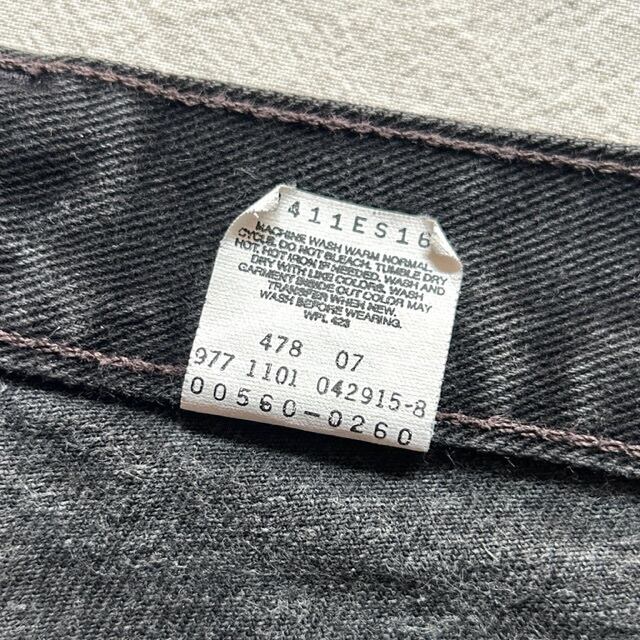 411ES16
MACHINE WASH WARM NORMAL
CYCLE. DO NOT BLEACH. TUMBLE DRY
HOT. HOT IRON IF NEEDED. WASH AND
DRY WITH LIKE COLORS. WASH
GARMENT INSIDE OUT COLOR MAY
TRANSFER WHEN NEW.
WASH BEFORE WEARING.
WPL 423
478 07
977 1101 042915-8
00560-0260